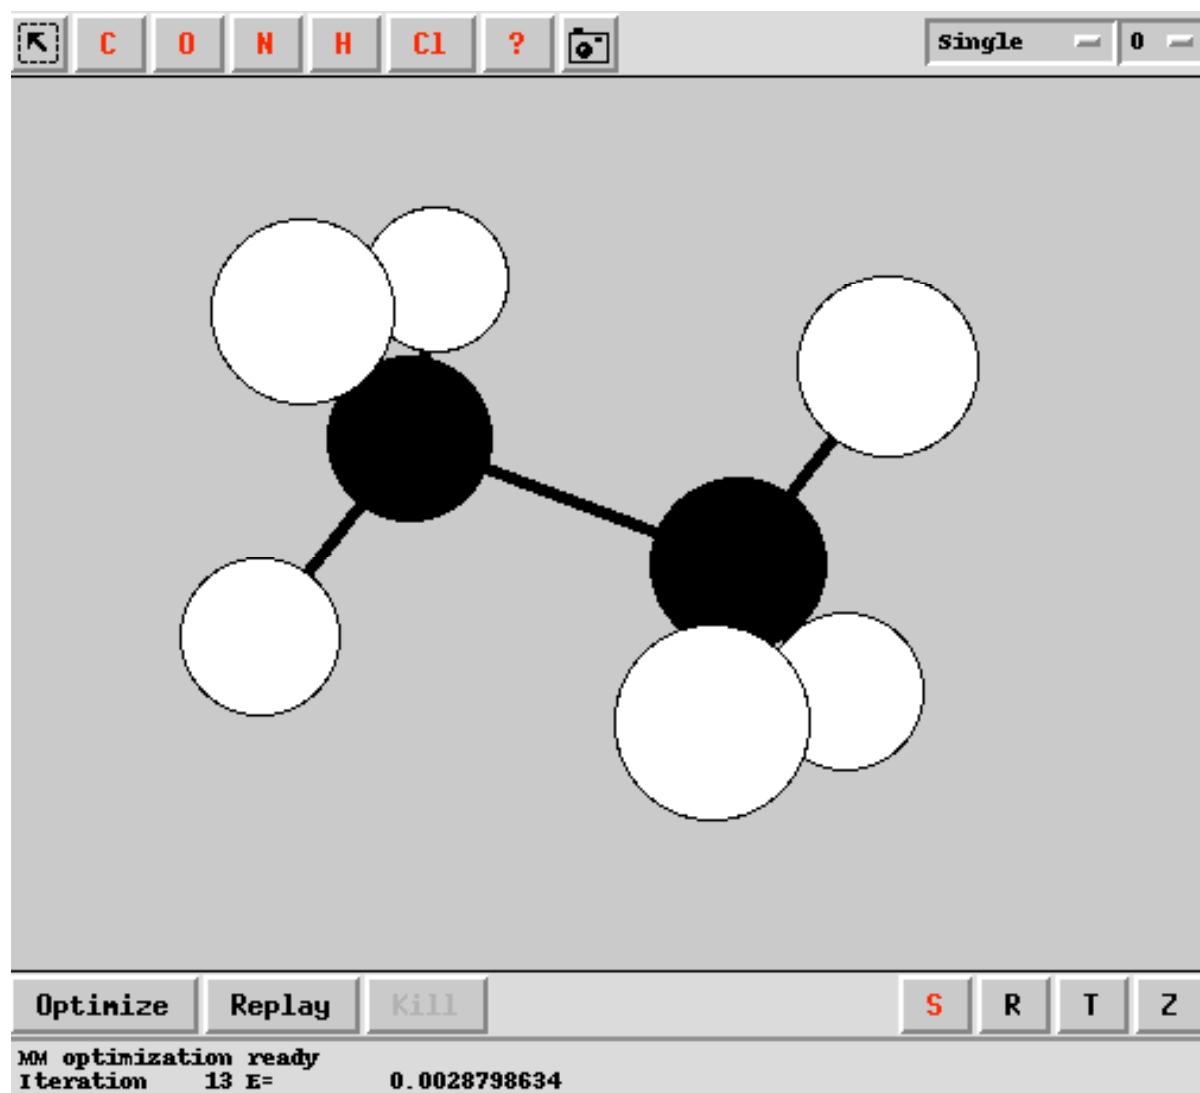 C O N H Cl ? Single 0
Optimize Replay Kill S R T Z
MM optimization ready
Iteration 13 E= 0.0028798634